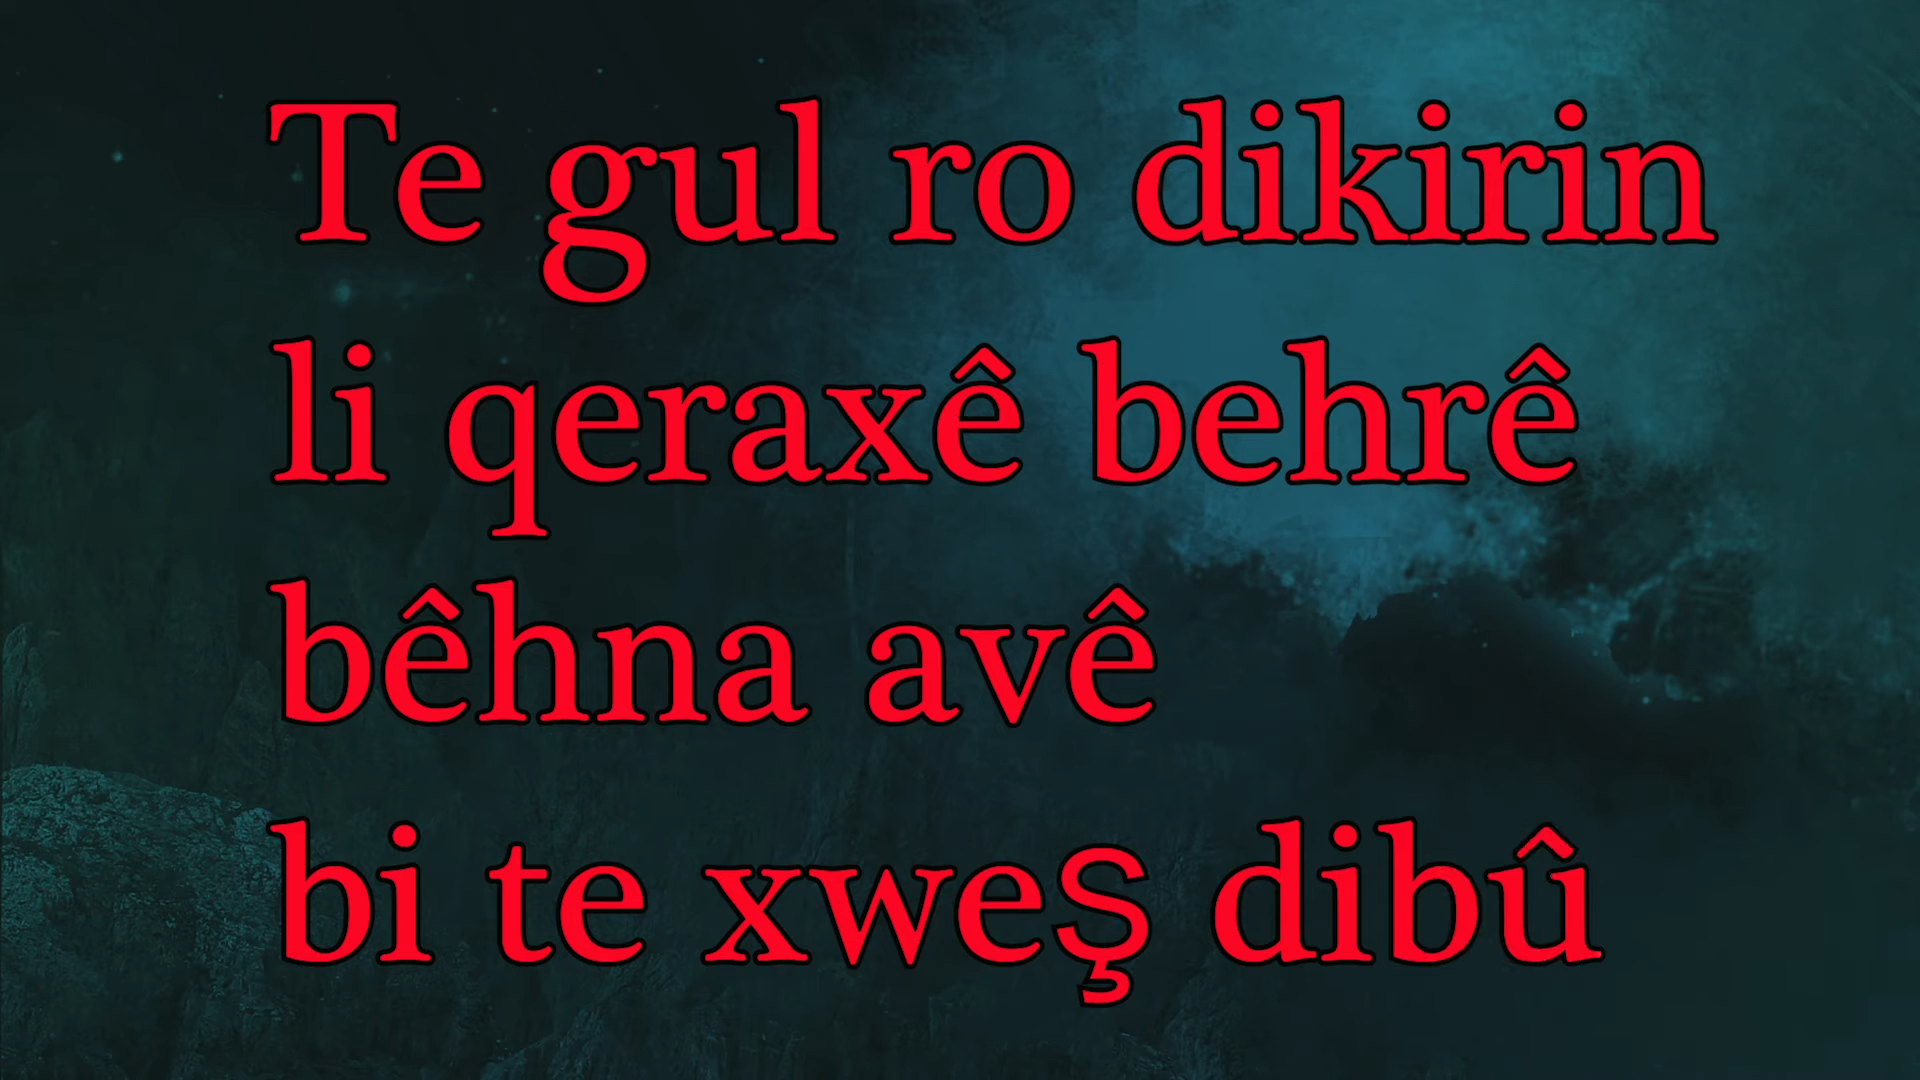 Te gul ro dikirin
li qeraxê behrê
bêhna avê
bi te xweş dibû